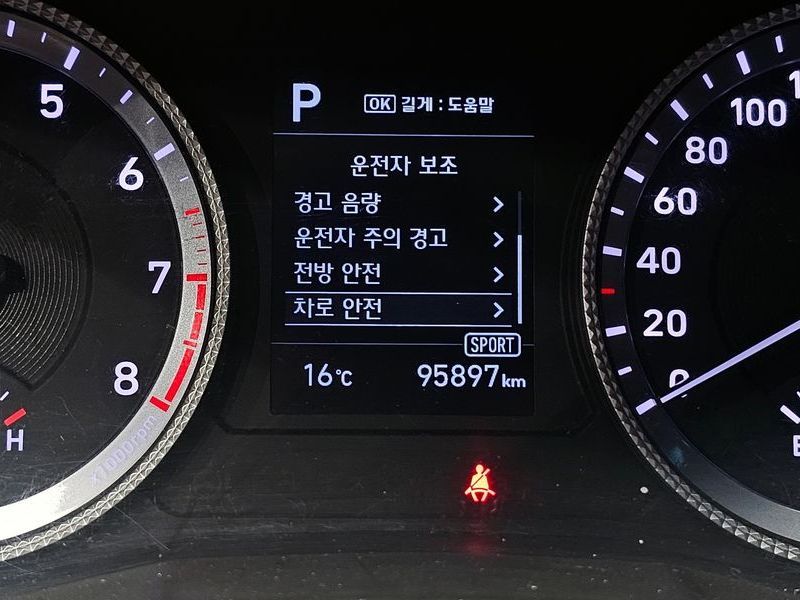 5
6
7
8
x1000rpm
H
P OK 길게 : 도움말
운전자 보조
경고 음량
운전자 주의 경고
전방 안전
차로 안전
SPORT
16℃ 95897km
100
80
60
40
20
0